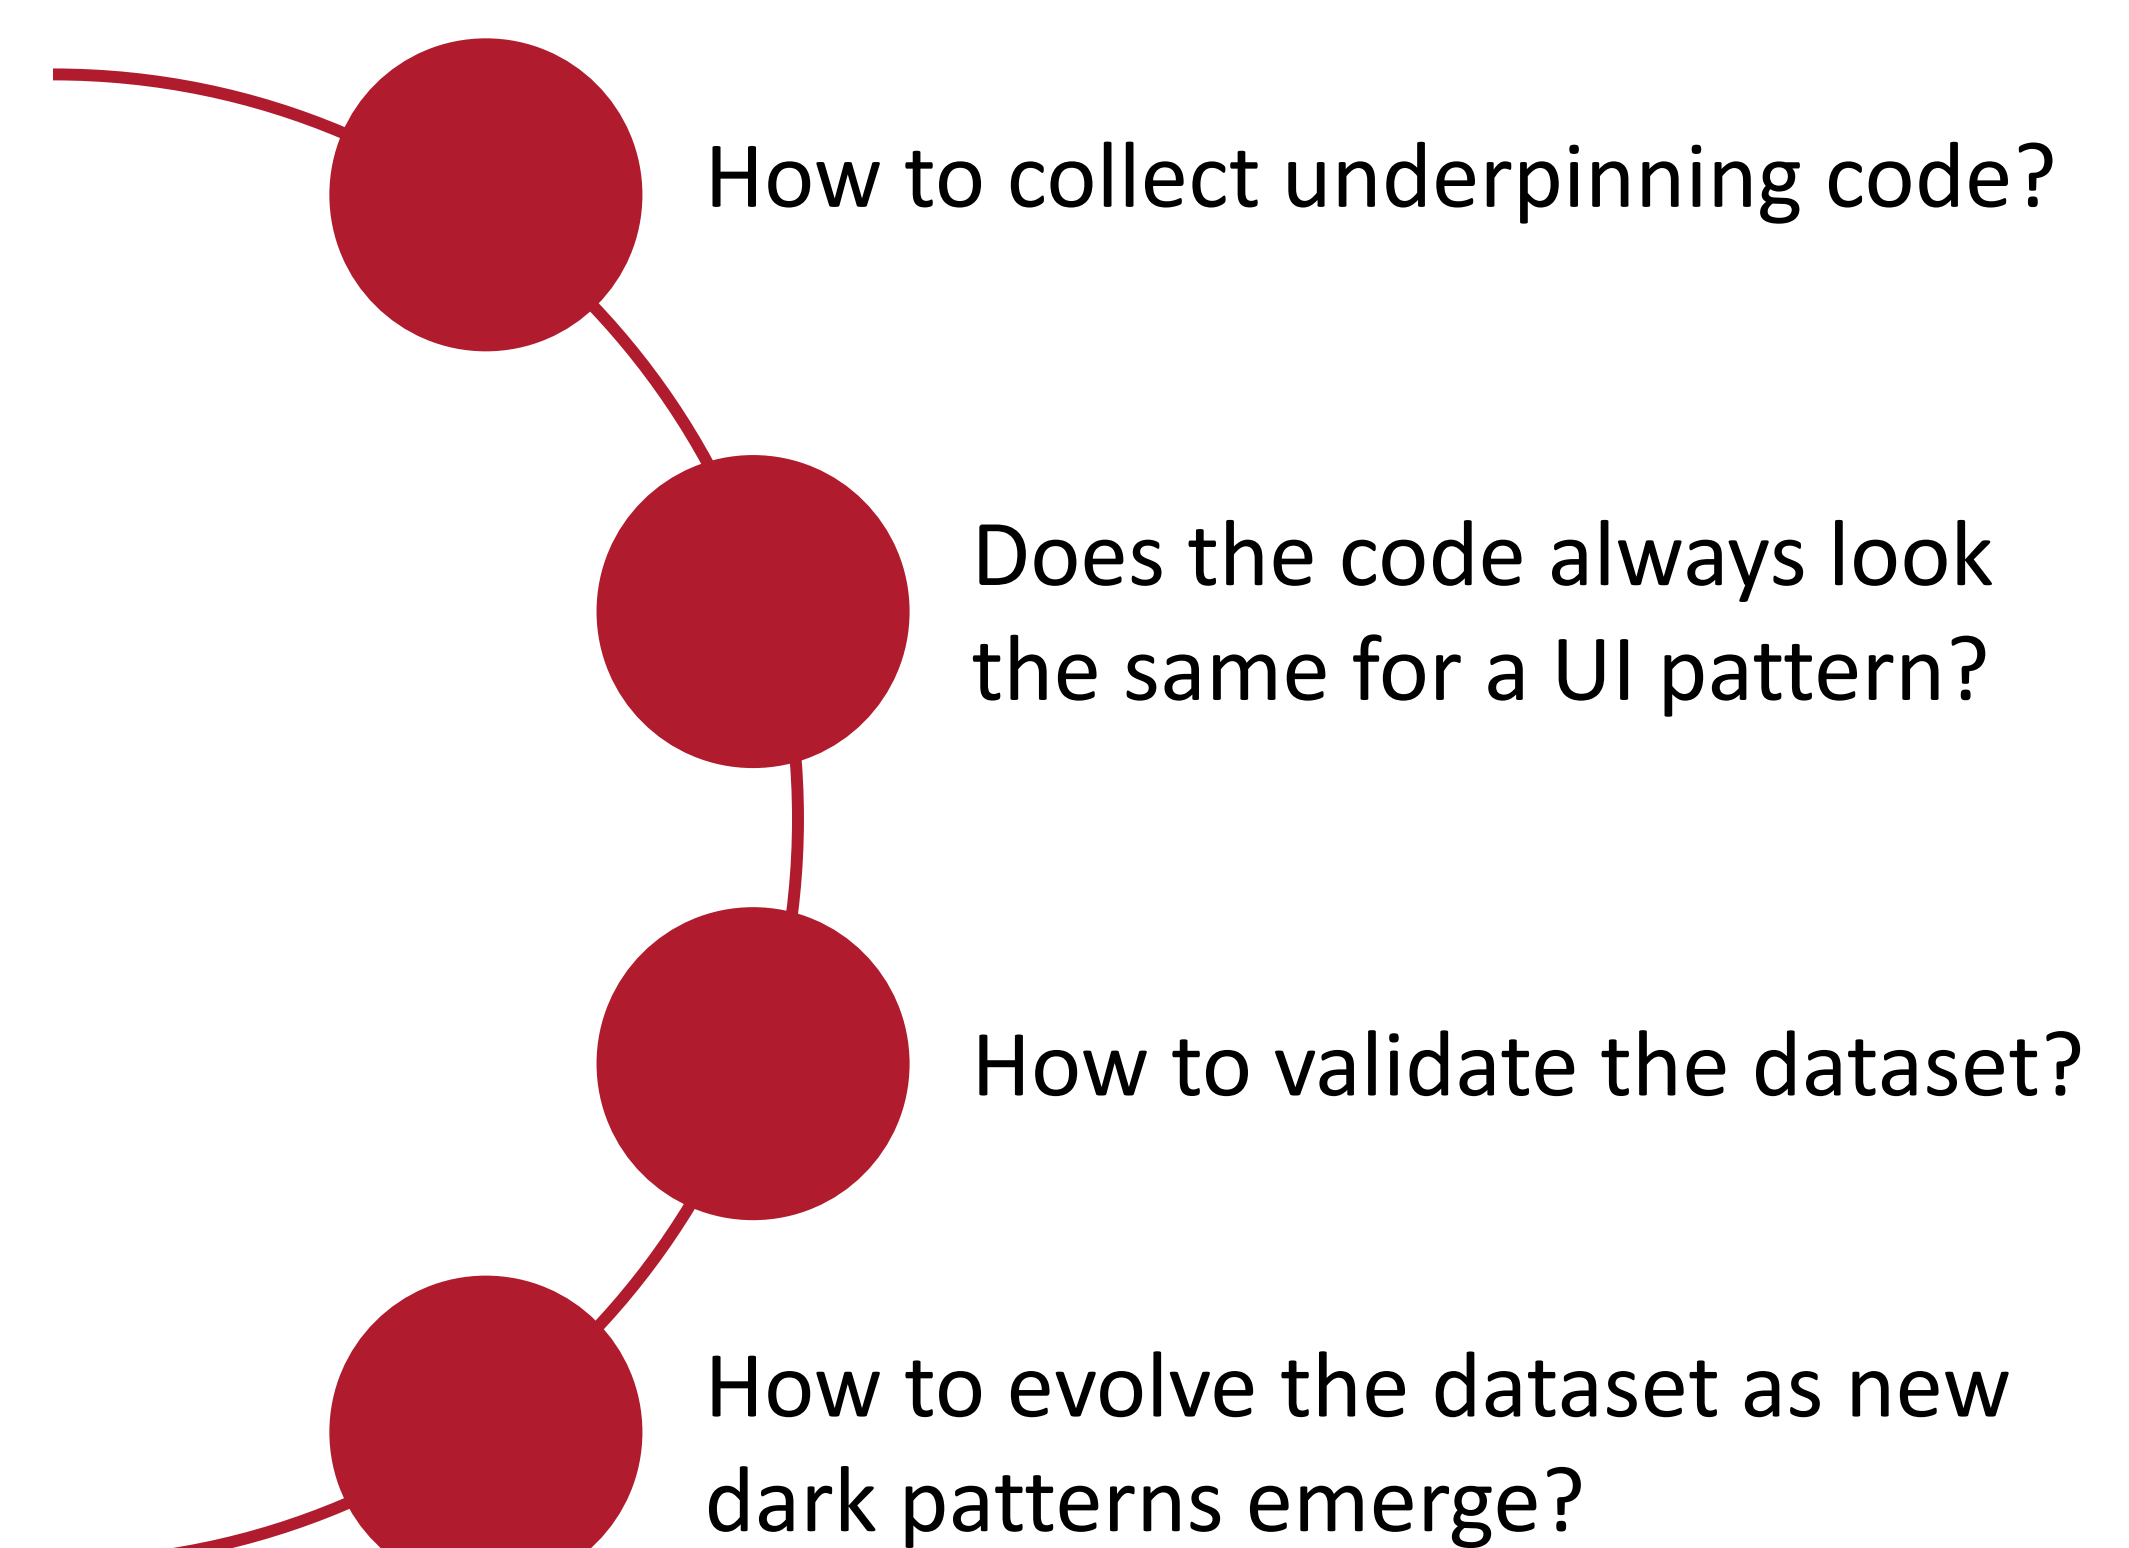 How to collect underpinning code?
Does the code always look
the same for a UI pattern?
How to validate the dataset?
How to evolve the dataset as new
dark patterns emerge?